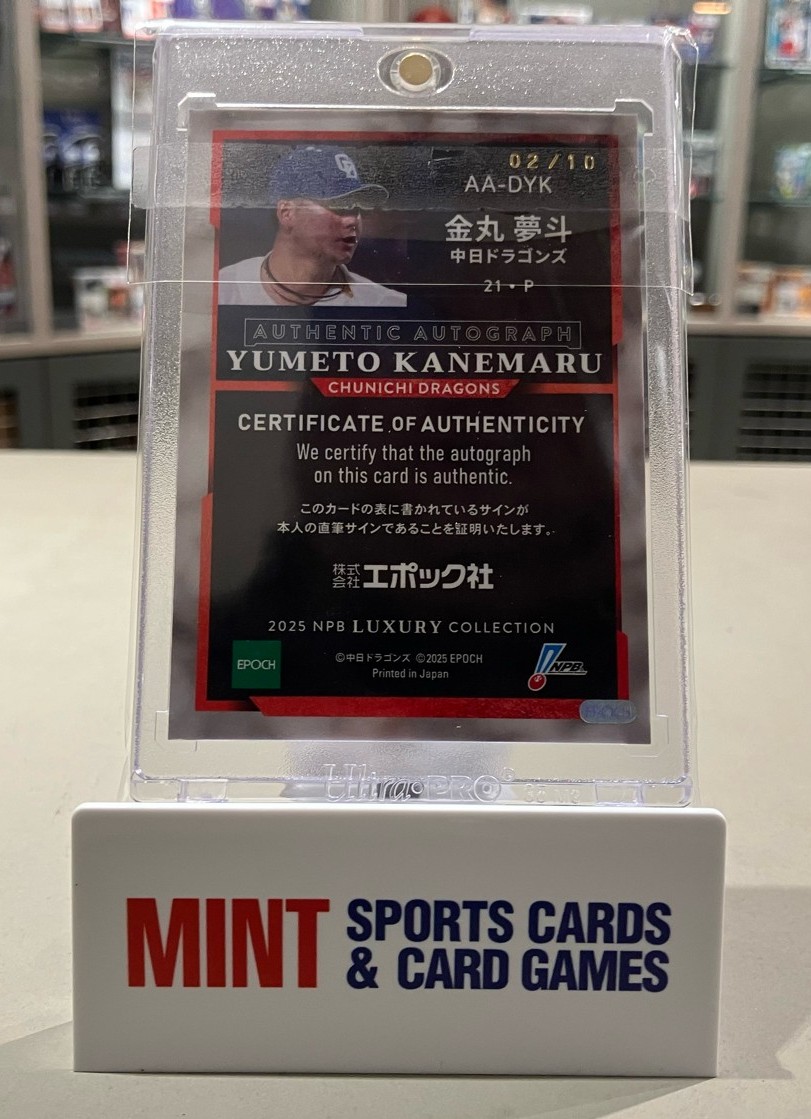 02/10
AA-DYK
金丸 夢斗
中日ドラゴンズ
21・P
AUTHENTIC AUTOGRAPH
YUMETO KANEMARU
CHUNICHI DRAGONS
CERTIFICATE OF AUTHENTICITY
We certify that the autograph
on this card is authentic.
このカードの表に書かれているサインが
本人の直筆サインであることを証明いたします。
株式会社エポック社
2025 NPB LUXURY COLLECTION
EPOCH
©中日ドラゴンズ ©2025 EPOCH
Printed in Japan
NPB
EPOCH
Ultra PRO
MINT
SPORTS CARDS
& CARD GAMES